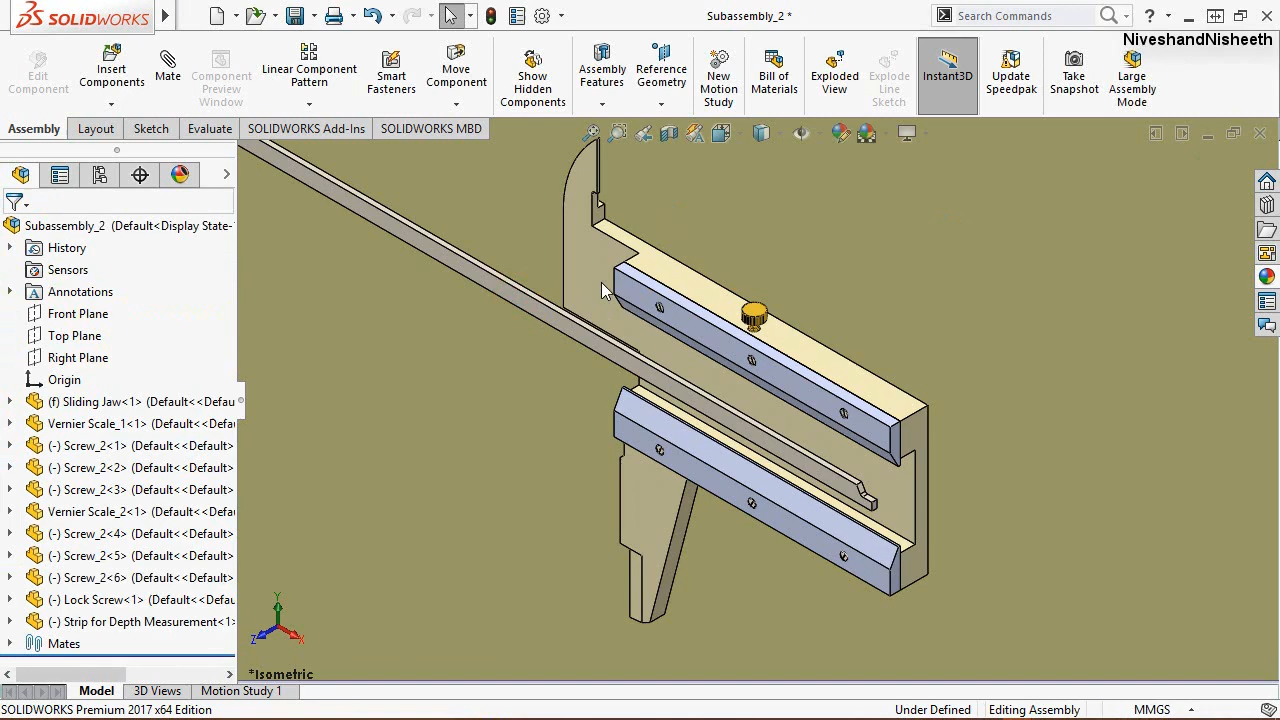 SOLIDWORKS
Subassembly_2 *
Search Commands
?
NiveshandNisheeth
Edit Component
Insert Components
Mate
Component Preview Window
Linear Component Pattern
Smart Fasteners
Move Component
Show Hidden Components
Assembly Features
Reference Geometry
New Motion Study
Bill of Materials
Exploded View
Explode Line Sketch
Instant3D
Update Speedpak
Take Snapshot
Large Assembly Mode
Assembly
Layout
Sketch
Evaluate
SOLIDWORKS Add-Ins
SOLIDWORKS MBD
Subassembly_2 (Default<Display State-
History
Sensors
Annotations
Front Plane
Top Plane
Right Plane
Origin
(f) Sliding Jaw<1> (Default<<Defau
Vernier Scale_1<1> (Default<<Defa
(-) Screw_2<1> (Default<<Default>
(-) Screw_2<2> (Default<<Default>
(-) Screw_2<3> (Default<<Default>
Vernier Scale_2<1> (Default<<Defa
(-) Screw_2<4> (Default<<Default>
(-) Screw_2<5> (Default<<Default>
(-) Screw_2<6> (Default<<Default>
(-) Lock Screw<1> (Default<<Defau
(-) Strip for Depth Measurement<1>
Mates
Y
Z
X
*Isometric
Model
3D Views
Motion Study 1
SOLIDWORKS Premium 2017 x64 Edition
Under Defined
Editing Assembly
MMGS